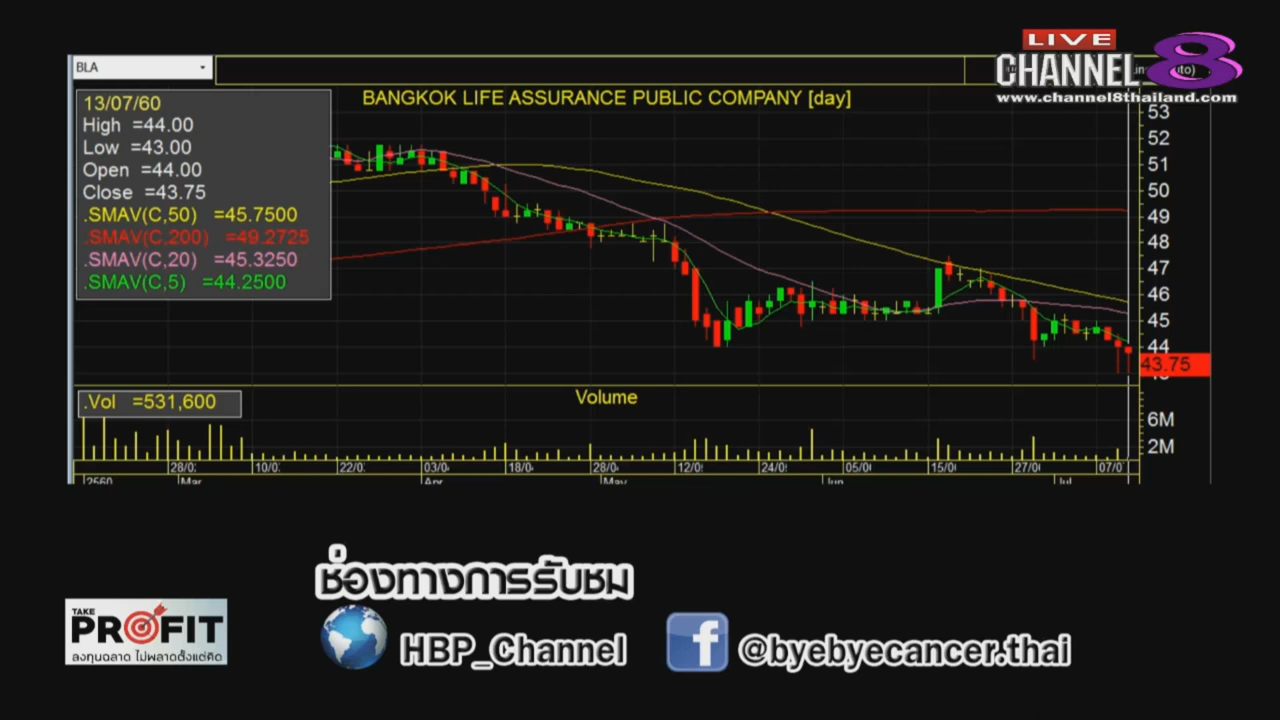 BLA
LIVE
CHANNEL 8
www.channel8thailand.com
BANGKOK LIFE ASSURANCE PUBLIC COMPANY [day]
13/07/60
High =44.00
Low =43.00
Open =44.00
Close =43.75
.SMAV(C,50) =45.7500
.SMAV(C,200) =49.2725
.SMAV(C,20) =45.3250
.SMAV(C,5) =44.2500
53
52
51
50
49
48
47
46
45
44
43.75
.Vol =531,600
Volume
6M
2M
28/0 10/0 22/0 03/0 18/0 28/0 12/0 24/0 05/0 15/0 27/0 07/0
2560 Mar Apr May Jun Jul
ช่องทางการรับชม
TAKE
PROFIT
ลงทุนฉลาด ไม่พลาดตั้งแต่คิด
HBP_Channel
@byebyecancer.thai